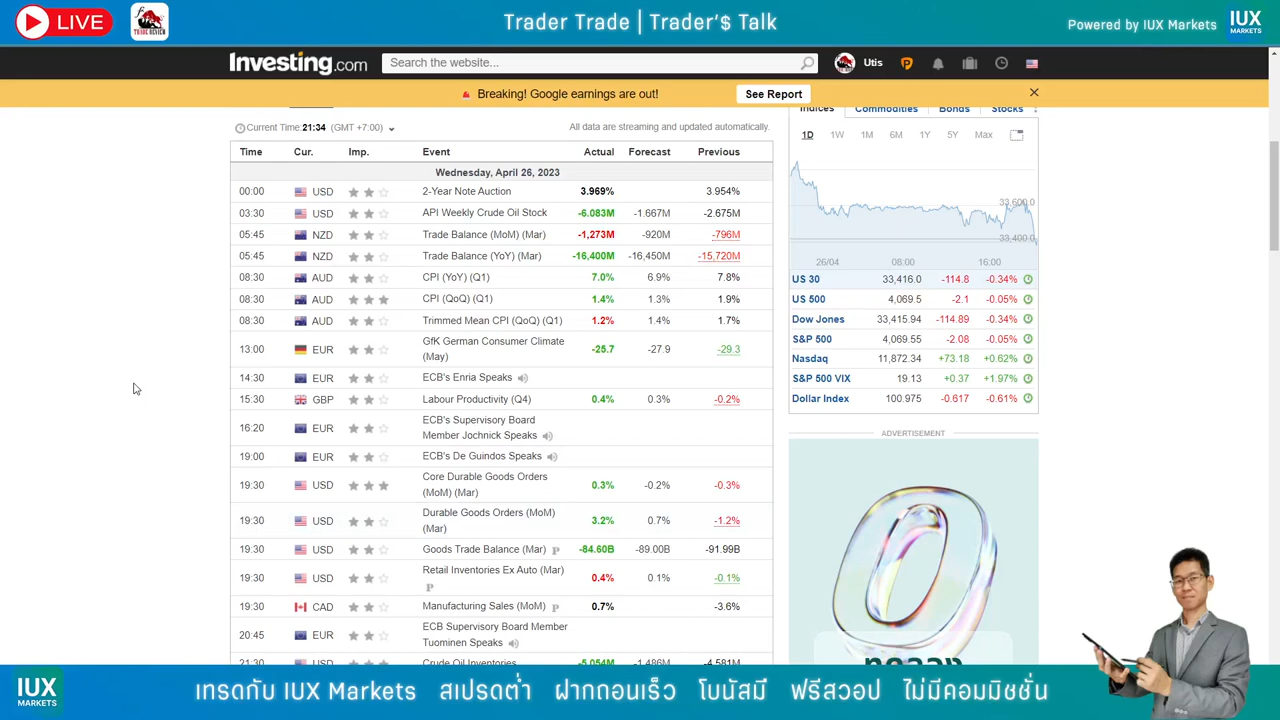 LIVE
TRADE REVIEW
Trader Trade | Trader'$ Talk
Powered by IUX Markets
IUX
MARKETS
Investing.com
Search the website...
Utis
Breaking! Google earnings are out!
See Report
Current Time: 21:34 (GMT +7:00)
All data are streaming and updated automatically.
Time Cur. Imp. Event Actual Forecast Previous
Wednesday, April 26, 2023
00:00 USD 2-Year Note Auction 3.969% 3.954%
03:30 USD API Weekly Crude Oil Stock -6.083M -1.667M -2.675M
05:45 NZD Trade Balance (MoM) (Mar) -1,273M -920M -796M
05:45 NZD Trade Balance (YoY) (Mar) -16,400M -16,450M -15,720M
08:30 AUD CPI (YoY) (Q1) 7.0% 6.9% 7.8%
08:30 AUD CPI (QoQ) (Q1) 1.4% 1.3% 1.9%
08:30 AUD Trimmed Mean CPI (QoQ) (Q1) 1.2% 1.4% 1.7%
13:00 EUR GfK German Consumer Climate
(May) -25.7 -27.9 -29.3
14:30 EUR ECB's Enria Speaks
15:30 GBP Labour Productivity (Q4) 0.4% 0.3% -0.2%
16:20 EUR ECB's Supervisory Board
Member Jochnick Speaks
19:00 EUR ECB's De Guindos Speaks
19:30 USD Core Durable Goods Orders
(MoM) (Mar) 0.3% -0.2% -0.3%
19:30 USD Durable Goods Orders (MoM)
(Mar) 3.2% 0.7% -1.2%
19:30 USD Goods Trade Balance (Mar) P -84.60B -89.00B -91.99B
19:30 USD Retail Inventories Ex Auto (Mar)
P 0.4% 0.1% -0.1%
19:30 CAD Manufacturing Sales (MoM) P 0.7% -3.6%
20:45 EUR ECB Supervisory Board Member
Tuominen Speaks
21:30 USD Crude Oil Inventories -5.054M -1.486M -4.581M
Indices Commodities Bonds Stocks
1D 1W 1M 6M 1Y 5Y Max
33,600.0
33,400.0
26/04 08:00 16:00
US 30 33,416.0 -114.8 -0.34%
US 500 4,069.5 -2.1 -0.05%
Dow Jones 33,415.94 -114.89 -0.34%
S&P 500 4,069.55 -2.08 -0.05%
Nasdaq 11,872.34 +73.18 +0.62%
S&P 500 VIX 19.13 +0.37 +1.97%
Dollar Index 100.975 -0.617 -0.61%
ADVERTISEMENT
IUX
MARKETS
เทรดกับ IUX Markets สเปรดต่ำ ฝากถอนเร็ว โบนัสมี ฟรีสวอป ไม่มีคอมมิชชั่น